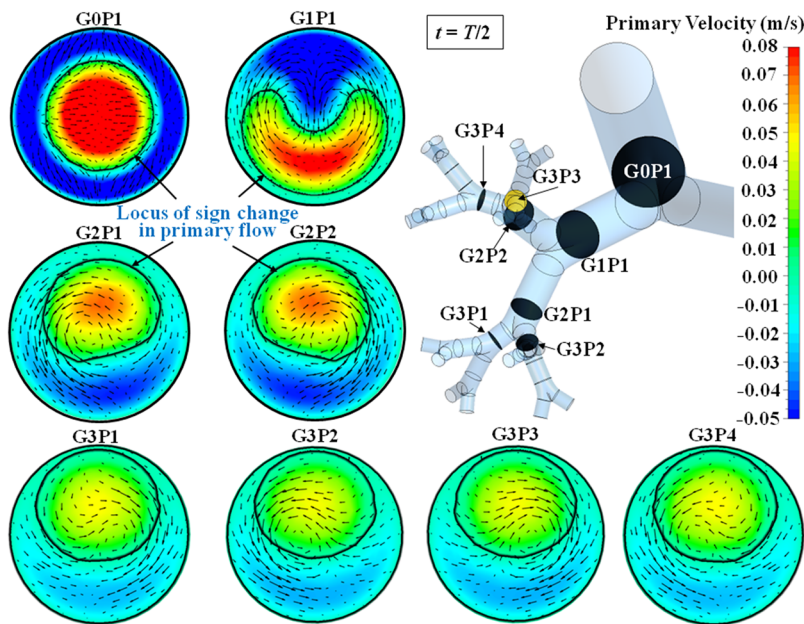 G0P1
G1P1
t = T/2
Primary Velocity (m/s)
0.08
0.07
0.06
0.05
0.04
0.03
0.02
0.01
0.00
-0.01
-0.02
-0.03
-0.04
-0.05
G3P4
G3P3
G0P1
G2P2
G1P1
G3P1
G2P1
G3P2
Locus of sign change
in primary flow
G2P1
G2P2
G3P1
G3P2
G3P3
G3P4